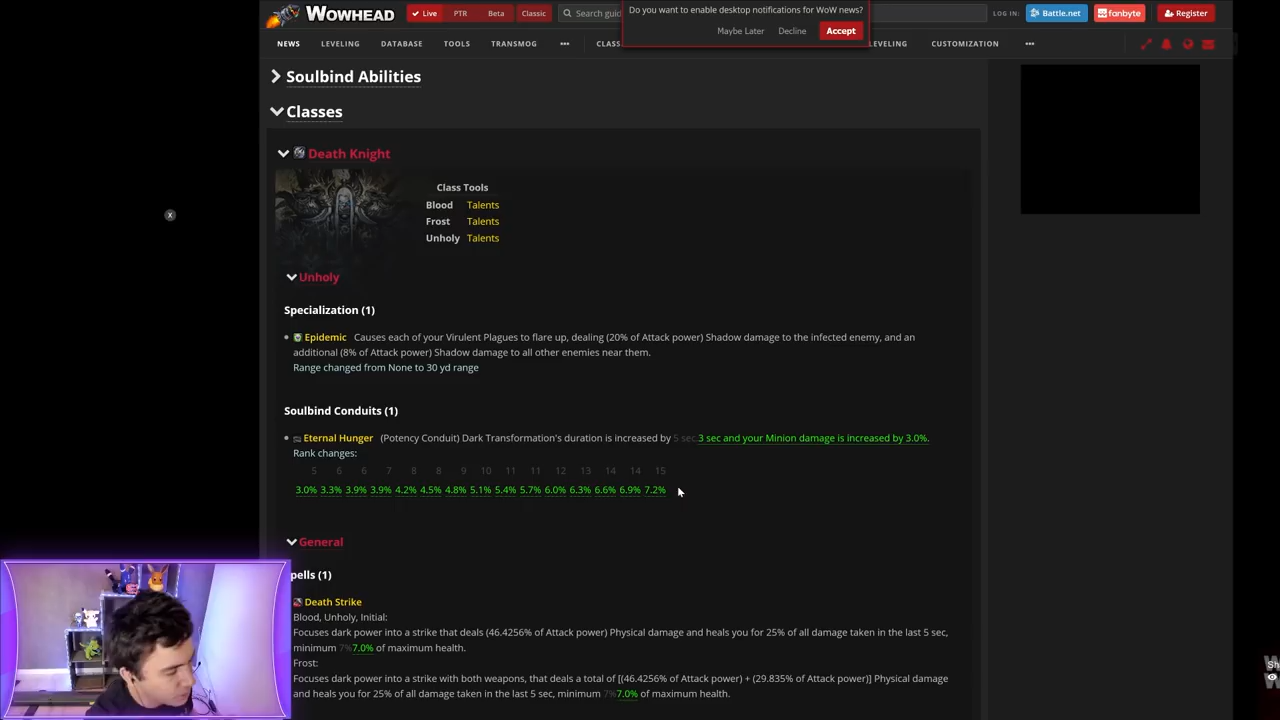 Do you want to enable desktop notifications for WoW news?
Maybe Later Decline Accept
WOWHEAD Live PTR Beta Classic Search guid LOG IN: Battle.net fanbyte Register
NEWS LEVELING DATABASE TOOLS TRANSMOG ••• CLASS LEVELING CUSTOMIZATION •••
Soulbind Abilities
Classes
Death Knight
Class Tools
Blood Talents
Frost Talents
Unholy Talents
X
Unholy
Specialization (1)
Epidemic Causes each of your Virulent Plagues to flare up, dealing (20% of Attack power) Shadow damage to the infected enemy, and an
additional (8% of Attack power) Shadow damage to all other enemies near them.
Range changed from None to 30 yd range
Soulbind Conduits (1)
Eternal Hunger (Potency Conduit) Dark Transformation's duration is increased by 5 sec.3 sec and your Minion damage is increased by 3.0%.
Rank changes:
5 6 6 7 8 8 9 10 11 11 12 13 14 14 15
3.0% 3.3% 3.9% 3.9% 4.2% 4.5% 4.8% 5.1% 5.4% 5.7% 6.0% 6.3% 6.6% 6.9% 7.2%
General
pells (1)
Death Strike
Blood, Unholy, Initial:
Focuses dark power into a strike that deals (46.4256% of Attack power) Physical damage and heals you for 25% of all damage taken in the last 5 sec,
minimum 7%7.0% of maximum health.
Frost:
Focuses dark power into a strike with both weapons, that deals a total of [(46.4256% of Attack power) + (29.835% of Attack power)] Physical damage
and heals you for 25% of all damage taken in the last 5 sec, minimum 7%7.0% of maximum health.
Sh